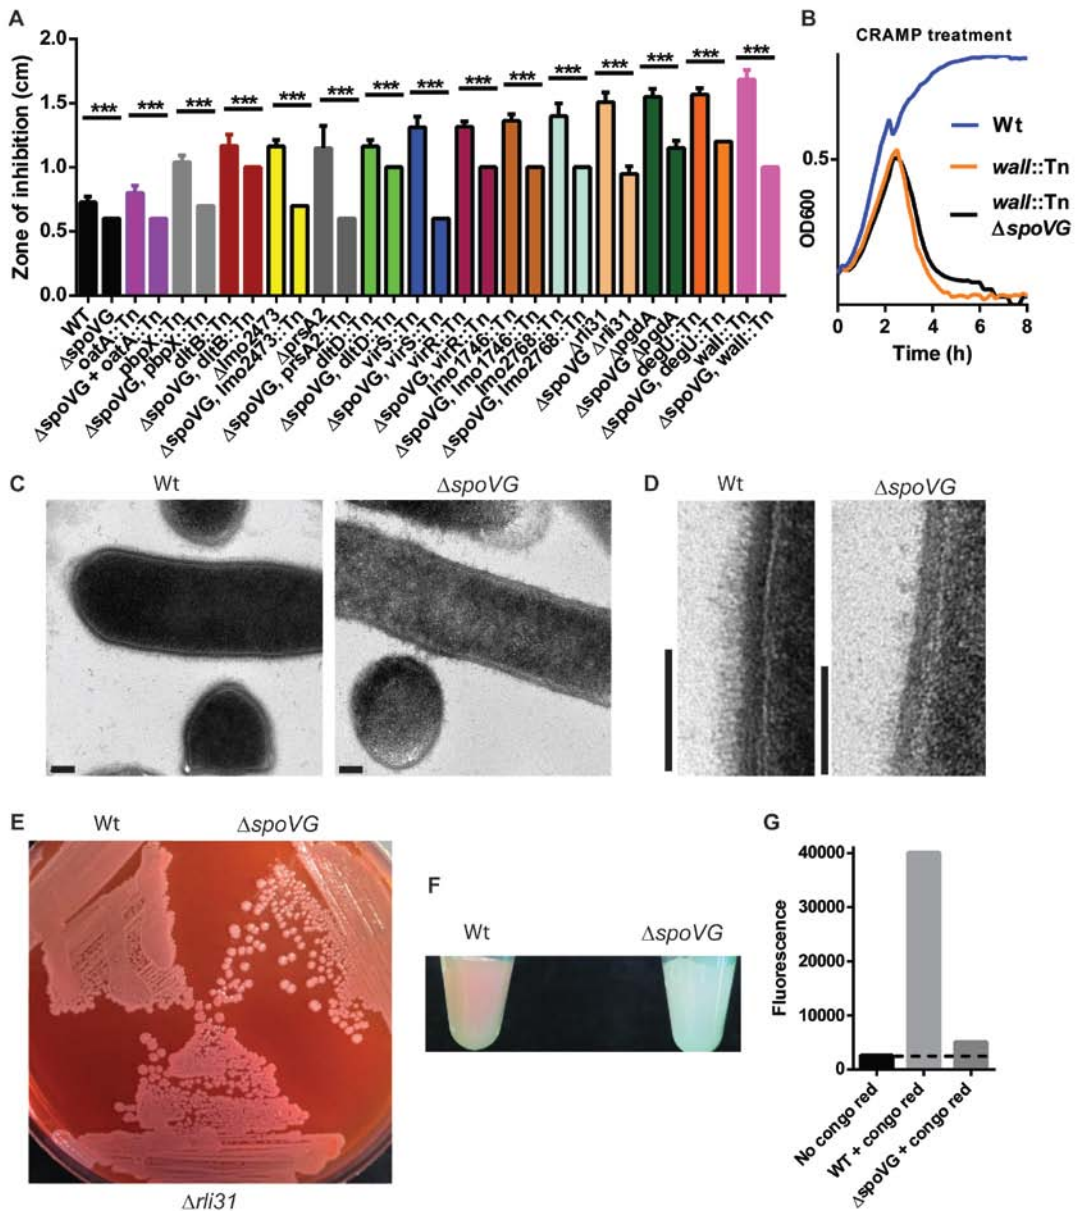 A
Zone of inhibition (cm)
2.0
1.5
1.0
0.5
0.0
*** *** *** *** *** *** *** *** *** *** *** *** *** *** ***
WT
ΔspoVG
oatA::Tn
ΔspoVG + oatA::Tn
pbpX::Tn
ΔspoVG, pbpX::Tn
dltB::Tn
ΔspoVG, dltB::Tn
Δlmo2473
ΔspoVG, lmo2473::Tn
ΔprsA2
ΔspoVG, prsA2::Tn
dltD::Tn
ΔspoVG, dltD::Tn
virS::Tn
ΔspoVG, virS::Tn
virR::Tn
ΔspoVG, virR::Tn
lmo1746::Tn
ΔspoVG, lmo1746::Tn
lmo2768::Tn
ΔspoVG, lmo2768::Tn
Δrli31
ΔspoVG Δrli31
ΔpgdA
ΔspoVG ΔpgdA
degU::Tn
ΔspoVG, degU::Tn
walI::Tn
ΔspoVG, walI::Tn
B
CRAMP treatment
OD600
0.5
0 2 4 6 8
Time (h)
Wt
walI::Tn
walI::Tn
ΔspoVG
C
Wt ΔspoVG
D
Wt ΔspoVG
E
Wt ΔspoVG
Δrli31
F
Wt ΔspoVG
G
Fluorescence
40000
30000
20000
10000
0
No congo red
WT + congo red
ΔspoVG + congo red